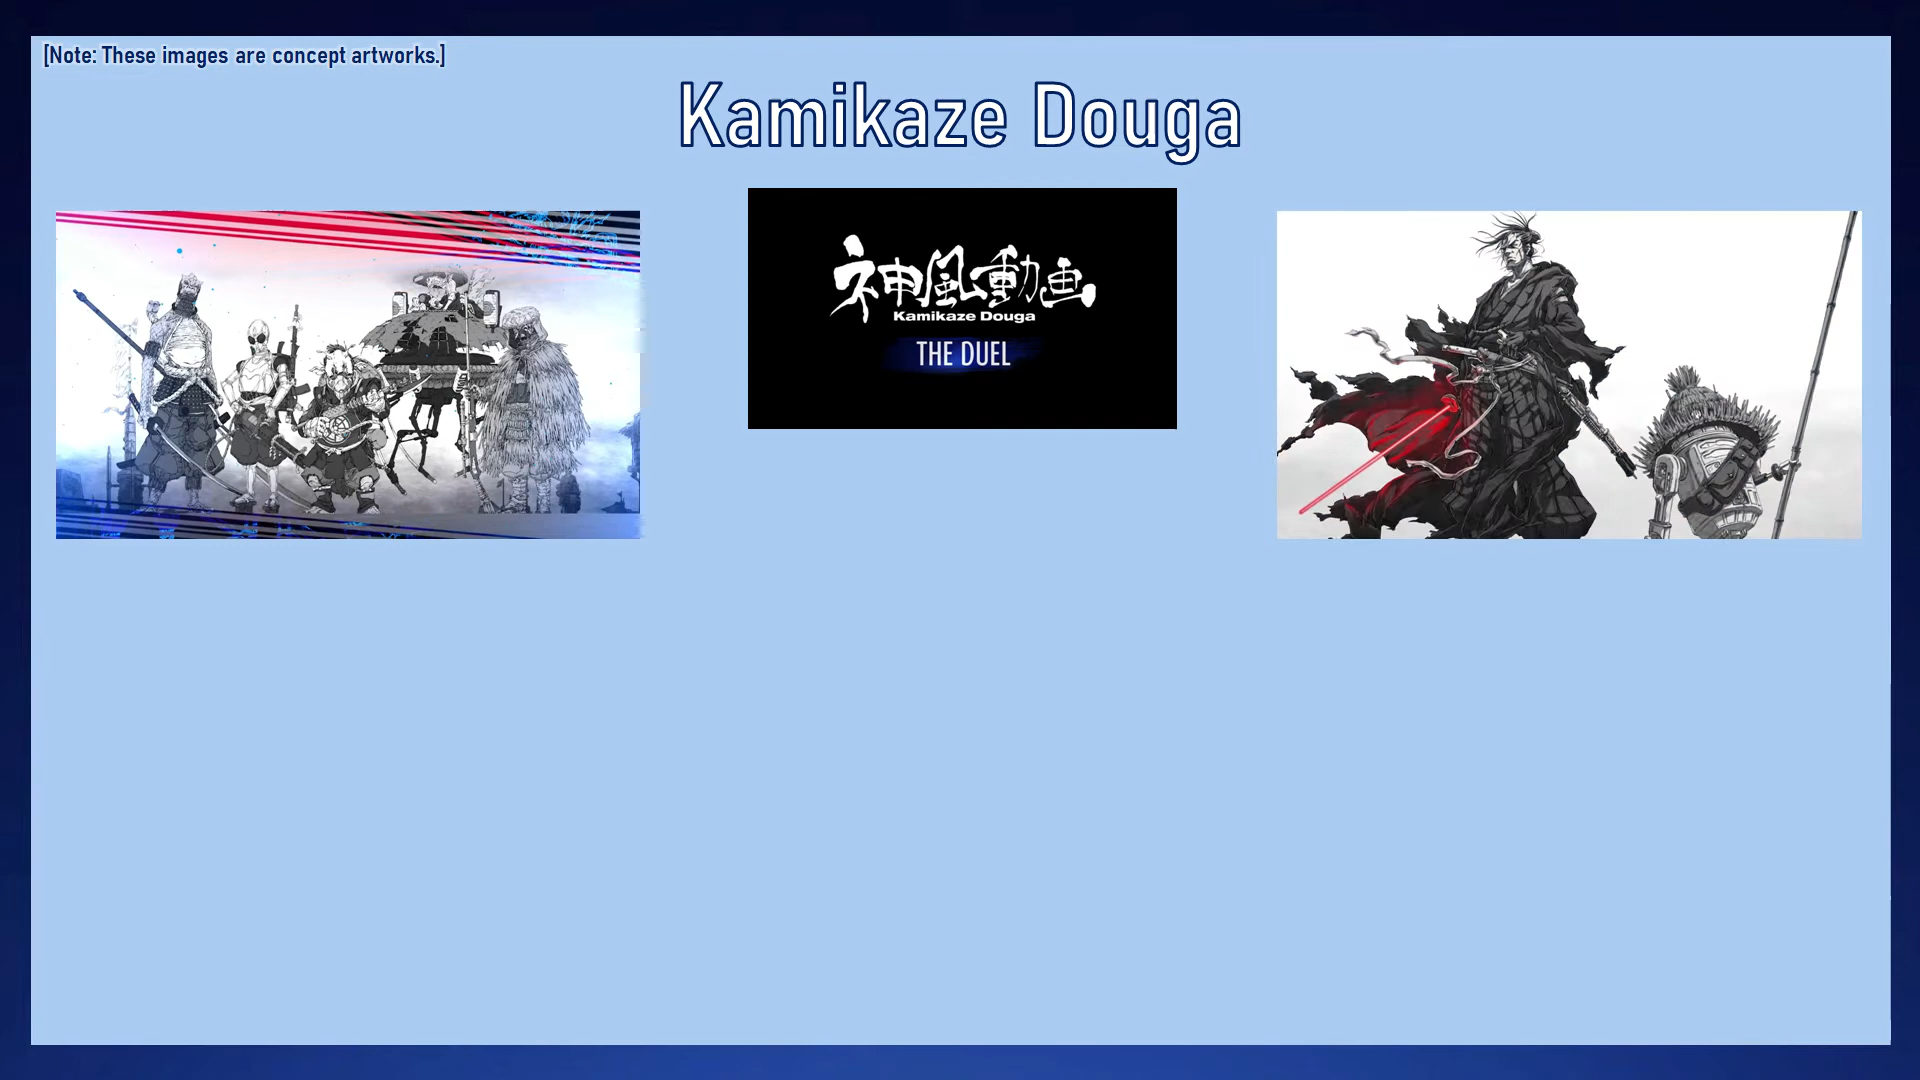 [Note: These images are concept artworks.]
Kamikaze Douga
神風動画
Kamikaze Douga
THE DUEL